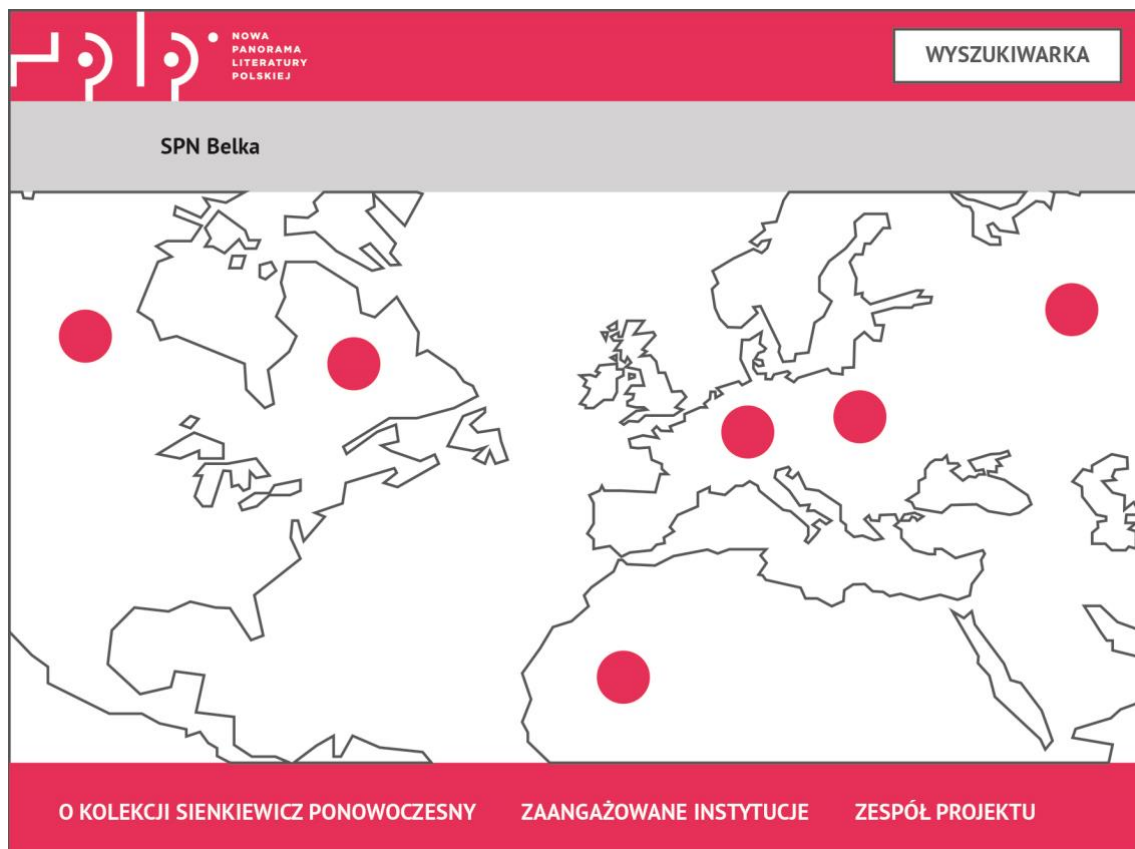 NOWA
PANORAMA
LITERATURY
POLSKIEJ
WYSZUKIWARKA
SPN Belka
O KOLEKCJI SIENKIEWICZ PONOWOCZESNY
ZAANGAŻOWANE INSTYTUCJE
ZESPÓŁ PROJEKTU